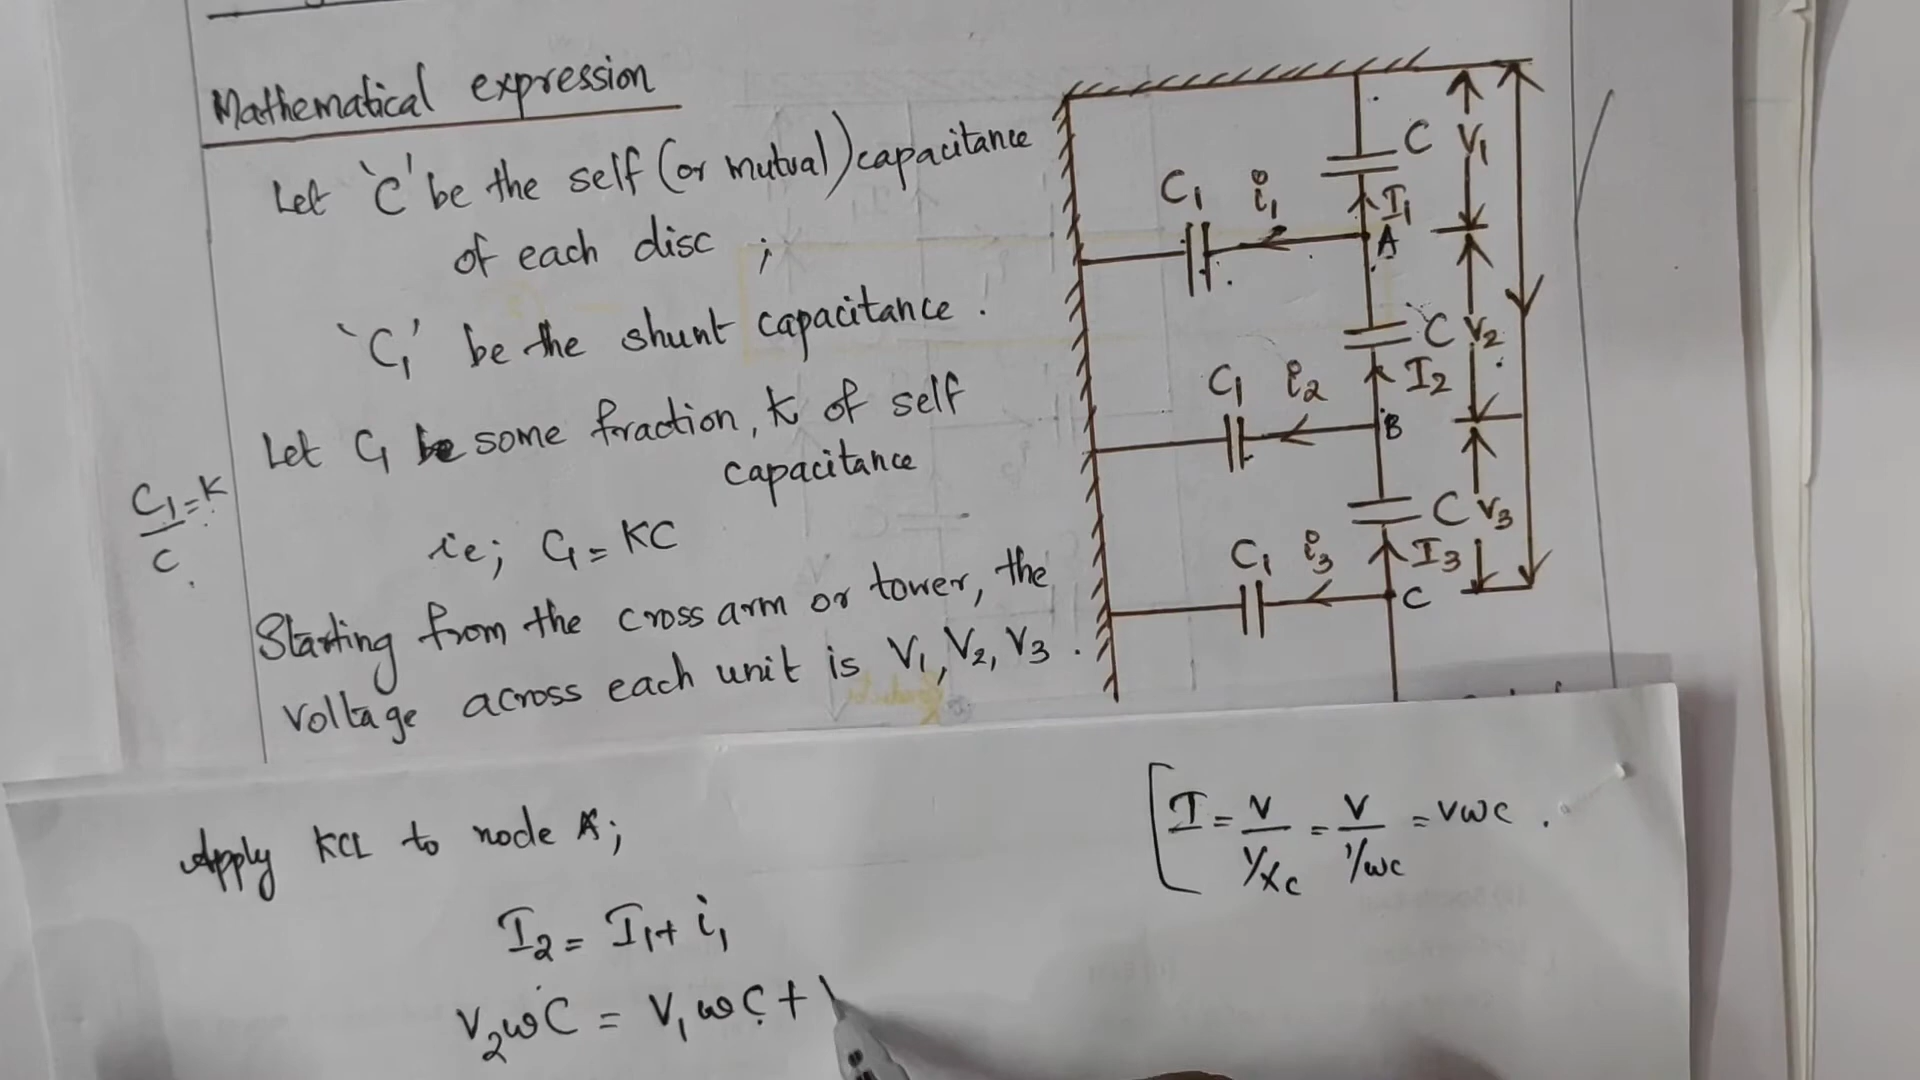 Mathematical expression
Let 'C' be the self (or mutual) capacitance
of each disc ;
'C₁' be the shunt capacitance.
Let C₁ be some fraction, K of self
capacitance
C₁/C = K
ie; C₁ = KC
Starting from the cross arm or tower, the
voltage across each unit is V₁, V₂, V₃.
C V₁
C₁ i₁ I₁
A
C V₂
C₁ i₂ I₂
B
C V₃
C₁ i₃ I₃
C
Apply KCL to node A;
[I = V/1/Xc = V/1/wc = Vwc.
I₂ = I₁ + i₁
V₂ωC = V₁ωC +